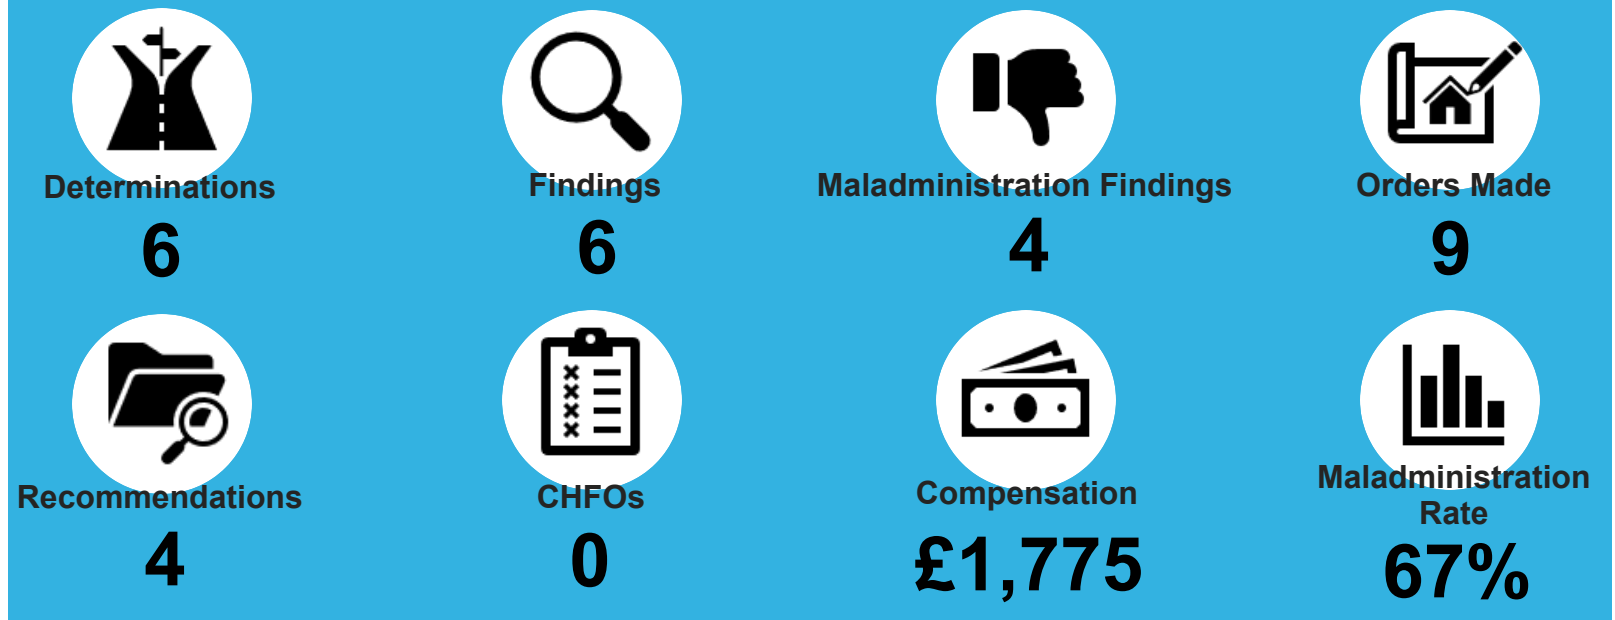 Determinations
6
Findings
6
Maladministration Findings
4
Orders Made
9
Recommendations
4
CHFOs
0
Compensation
£1,775
Maladministration
Rate
67%